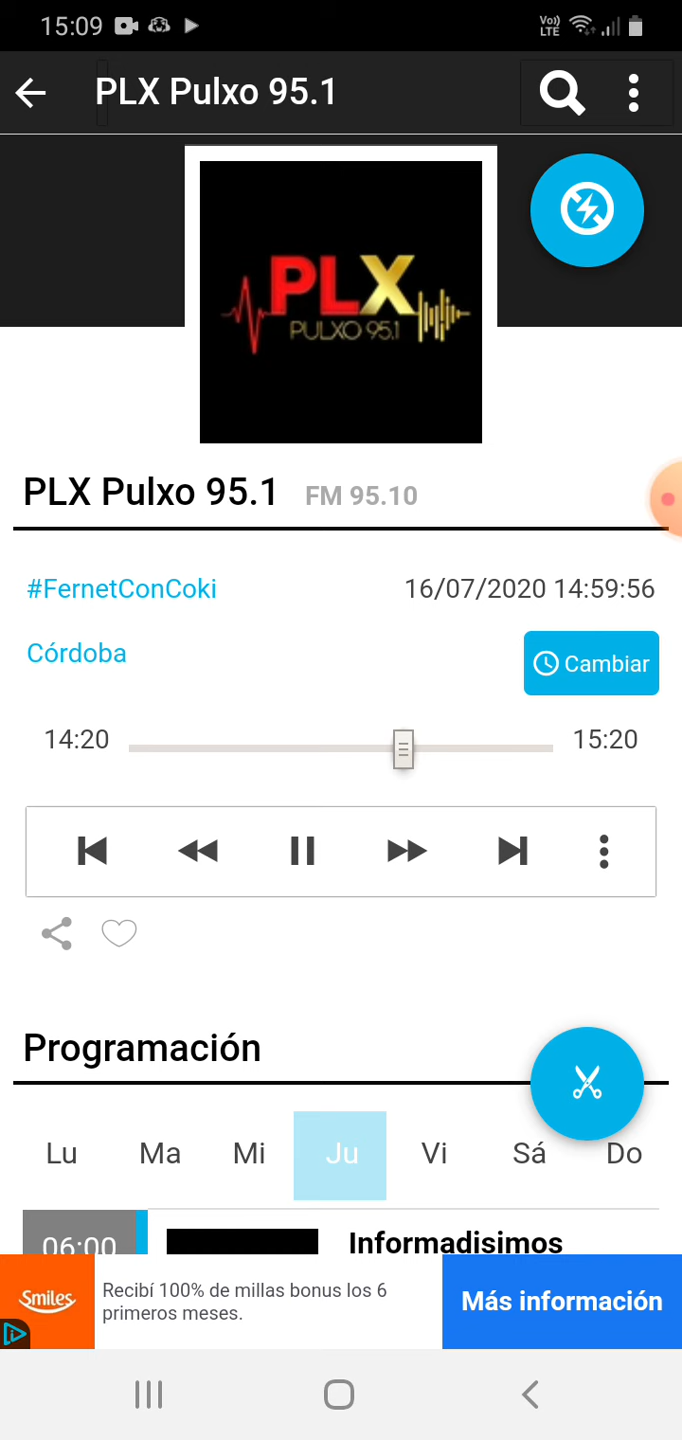 15:09
Vo))
LTE
PLX Pulxo 95.1
PLX
PULXO 95.1
PLX Pulxo 95.1 FM 95.10
#FernetConCoki 16/07/2020 14:59:56
Córdoba
Cambiar
14:20 15:20
Programación
Lu Ma Mi Ju Vi Sá Do
06:00 Informadisimos
Smiles
Recibí 100% de millas bonus los 6
primeros meses.
Más información